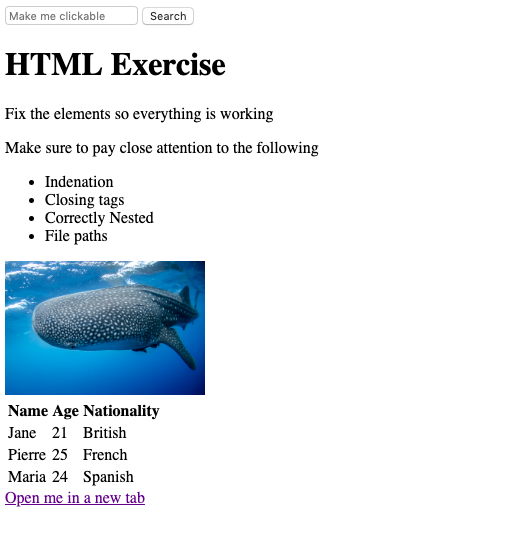 Make me clickable Search
HTML Exercise
Fix the elements so everything is working
Make sure to pay close attention to the following
Indenation
Closing tags
Correctly Nested
File paths
Name Age Nationality
Jane 21 British
Pierre 25 French
Maria 24 Spanish
Open me in a new tab